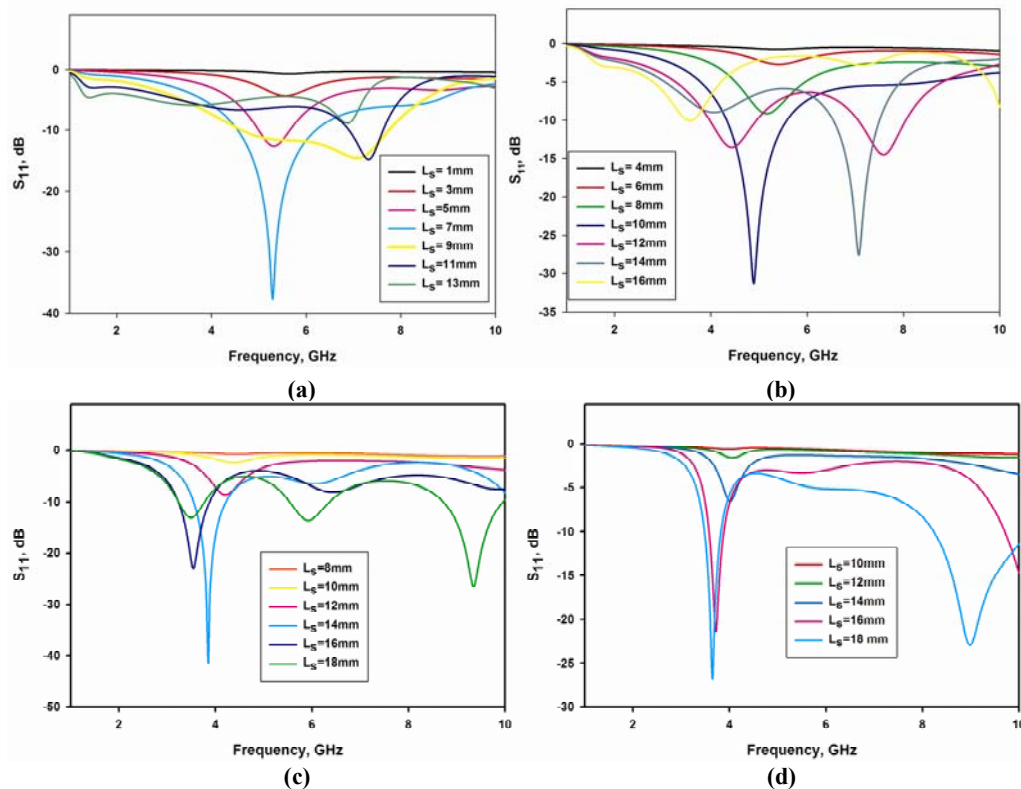 0
-10
-20
-30
-40
S11, dB
2
4
6
8
10
Frequency, GHz
Ls= 1mm
Ls= 3mm
Ls=5mm
Ls= 7mm
Ls= 9mm
Ls=11mm
Ls= 13mm
(a)
0
-5
-10
-15
-20
-25
-30
-35
S11, dB
2
4
6
8
10
Frequency, GHz
Ls= 4mm
Ls= 6mm
Ls= 8mm
Ls=10mm
Ls=12mm
Ls=14mm
Ls=16mm
(b)
0
-10
-20
-30
-40
-50
S11, dB
2
4
6
8
10
Frequency, GHz
Ls=8mm
Ls=10mm
Ls=12mm
Ls=14mm
Ls=16mm
Ls=18mm
(c)
0
-5
-10
-15
-20
-25
-30
S11, dB
2
4
6
8
10
Frequency, GHz
Ls=10mm
Ls=12mm
Ls=14mm
Ls=16mm
Ls=18 mm
(d)